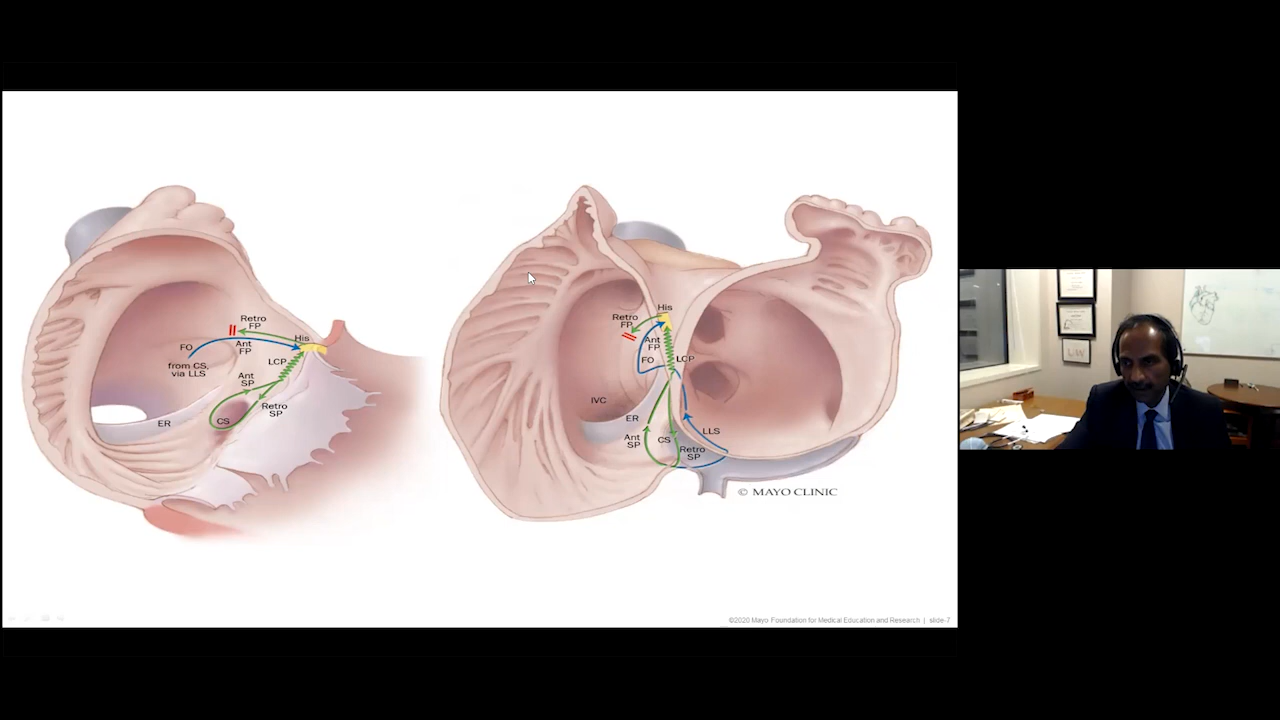 Retro
FP
His
FO
Ant
FP
from CS,
via LLS
LCP
Ant
SP
Retro
SP
CS
ER
His
Retro
FP
Ant
FP
FO
LCP
IVC
ER
Ant
SP
CS
LLS
Retro
SP
© MAYO CLINIC
©2020 Mayo Foundation for Medical Education and Research | slide-7